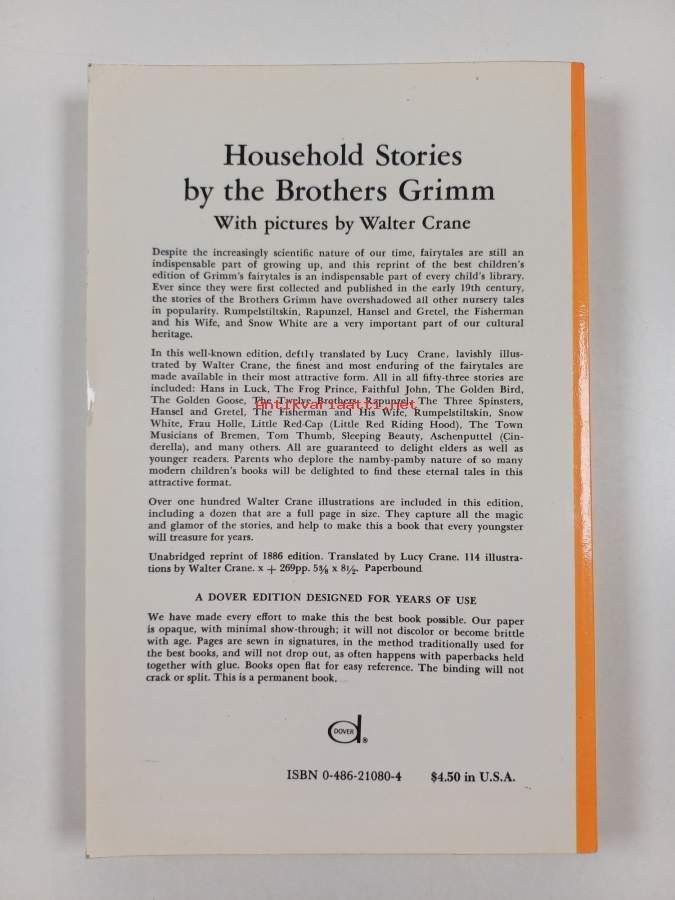 Household Stories
by the Brothers Grimm
With pictures by Walter Crane
Despite the increasingly scientific nature of our time, fairytales are still an
indispensable part of growing up, and this reprint of the best children's
edition of Grimm's fairytales is an indispensable part of every child's library.
Ever since they were first collected and published in the early 19th century,
the stories of the Brothers Grimm have overshadowed all other nursery tales
in popularity. Rumpelstiltskin, Rapunzel, Hansel and Gretel, the Fisherman
and his Wife, and Snow White are a very important part of our cultural
heritage.
In this well-known edition, deftly translated by Lucy Crane, lavishly illus-
trated by Walter Crane, the finest and most enduring of the fairytales are
made available in their most attractive form. All in all fifty-three stories are
included: Hans in Luck, The Frog Prince, Faithful John, The Golden Bird,
The Golden Goose, The Twelve Brothers, Rapunzel, The Three Spinsters,
antikvariaatti.net
Hansel and Gretel, The Fisherman and His Wife, Rumpelstiltskin, Snow
White, Frau Holle, Little Red-Cap (Little Red Riding Hood), The Town
Musicians of Bremen, Tom Thumb, Sleeping Beauty, Aschenputtel (Cin-
derella), and many others. All are guaranteed to delight elders as well as
younger readers. Parents who deplore the namby-pamby nature of so many
modern children's books will be delighted to find these eternal tales in this
attractive format.
Over one hundred Walter Crane illustrations are included in this edition,
including a dozen that are a full page in size. They capture all the magic
and glamor of the stories, and help to make this a book that every youngster
will treasure for years.
Unabridged reprint of 1886 edition. Translated by Lucy Crane. 114 illustra-
tions by Walter Crane. x + 269pp. 5⅜ x 8½. Paperbound
A DOVER EDITION DESIGNED FOR YEARS OF USE
We have made every effort to make this the best book possible. Our paper
is opaque, with minimal show-through; it will not discolor or become brittle
with age. Pages are sewn in signatures, in the method traditionally used for
the best books, and will not drop out, as often happens with paperbacks held
together with glue. Books open flat for easy reference. The binding will not
crack or split. This is a permanent book.
DOVER ®
ISBN 0-486-21080-4 $4.50 in U.S.A.